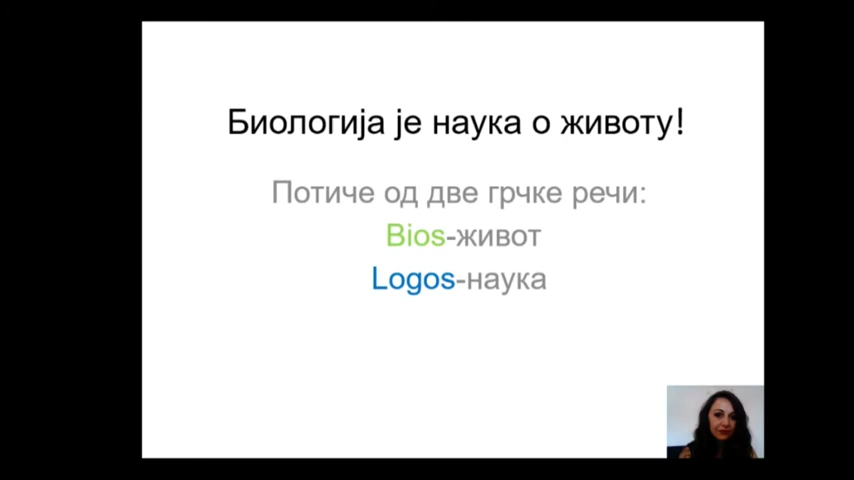 Биологија је наука о животу!
Потиче од две грчке речи:
Bios-живот
Logos-наука